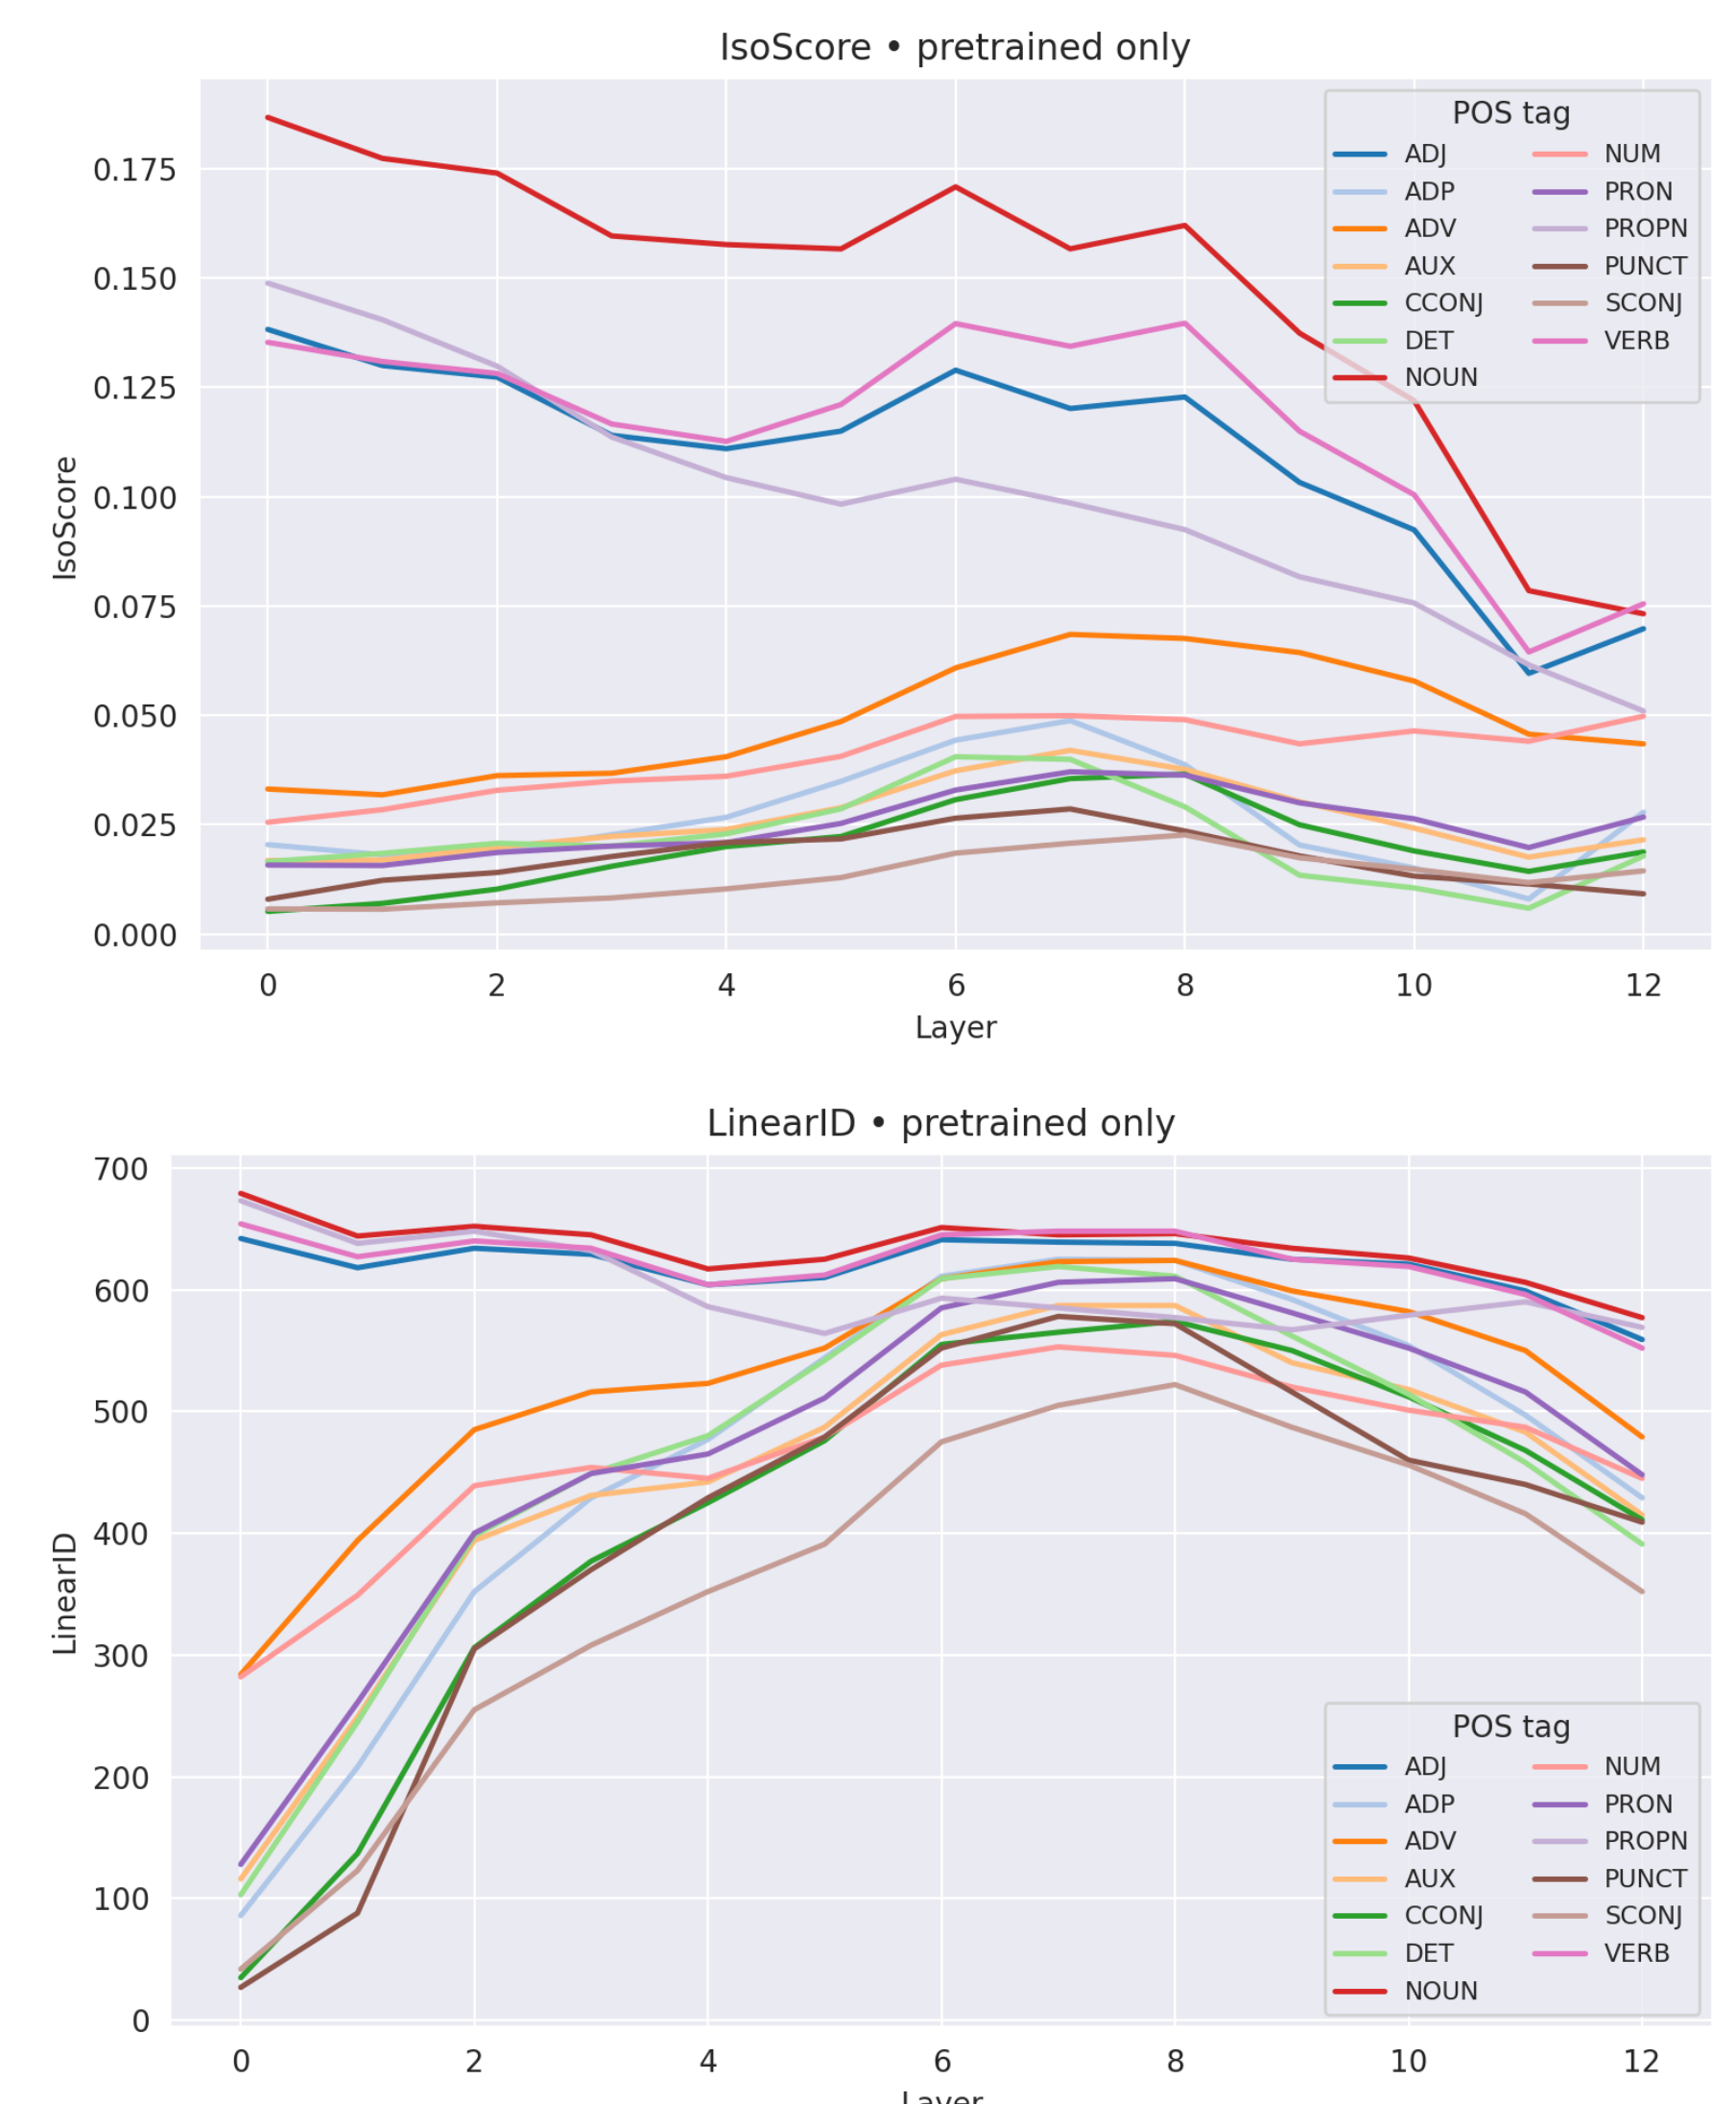 IsoScore • pretrained only
IsoScore
0.175
0.150
0.125
0.100
0.075
0.050
0.025
0.000
POS tag
ADJ NUM
ADP PRON
ADV PROPN
AUX PUNCT
CCONJ SCONJ
DET VERB
NOUN
0 2 4 6 8 10 12
Layer
LinearID • pretrained only
LinearID
700
600
500
400
300
200
100
0
POS tag
ADJ NUM
ADP PRON
ADV PROPN
AUX PUNCT
CCONJ SCONJ
DET VERB
NOUN
0 2 4 6 8 10 12
Layer